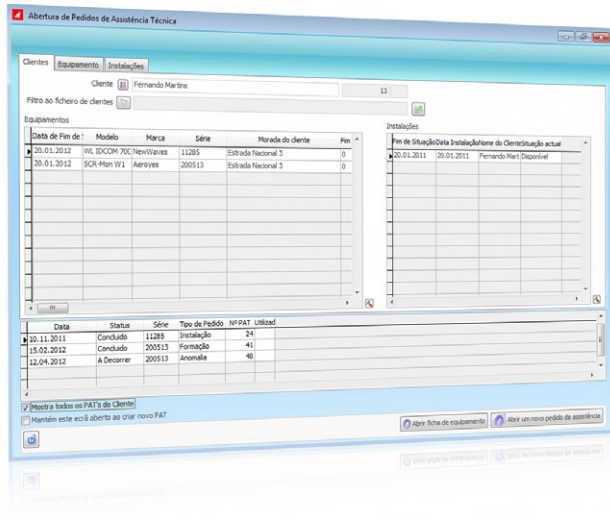 Abertura de Pedidos de Assistência Técnica
Clientes Equipamento Instalações
Cliente Fernando Martins 13
Filtro ao ficheiro de clientes
Equipamentos
Data de Fim de Modelo Marca Série Morada do cliente Fim
20.01.2012 WL IDCOM 70C NewWaves 11285 Estrada Nacional 3 0
20.01.2012 SCR-Mon W1 Aeroyes 200513 Estrada Nacional 3 0
Instalações
Fim de Situação Data Instalação Nome do Cliente Situação actual
20.01.2011 20.01.2011 Fernando Mart Disponível
Data Status Série Tipo de Pedido Nº PAT Utilizad
10.11.2011 Concluido 11285 Instalação 24
15.02.2012 Concluido 200513 Formação 41
12.04.2012 A Decorrer 200513 Anomalia 48
Mostra todos os PAT's do Cliente
Mantém este ecrã aberto ao criar novo PAT
Abrir ficha de equipamento Abrir um novo pedido de assistência